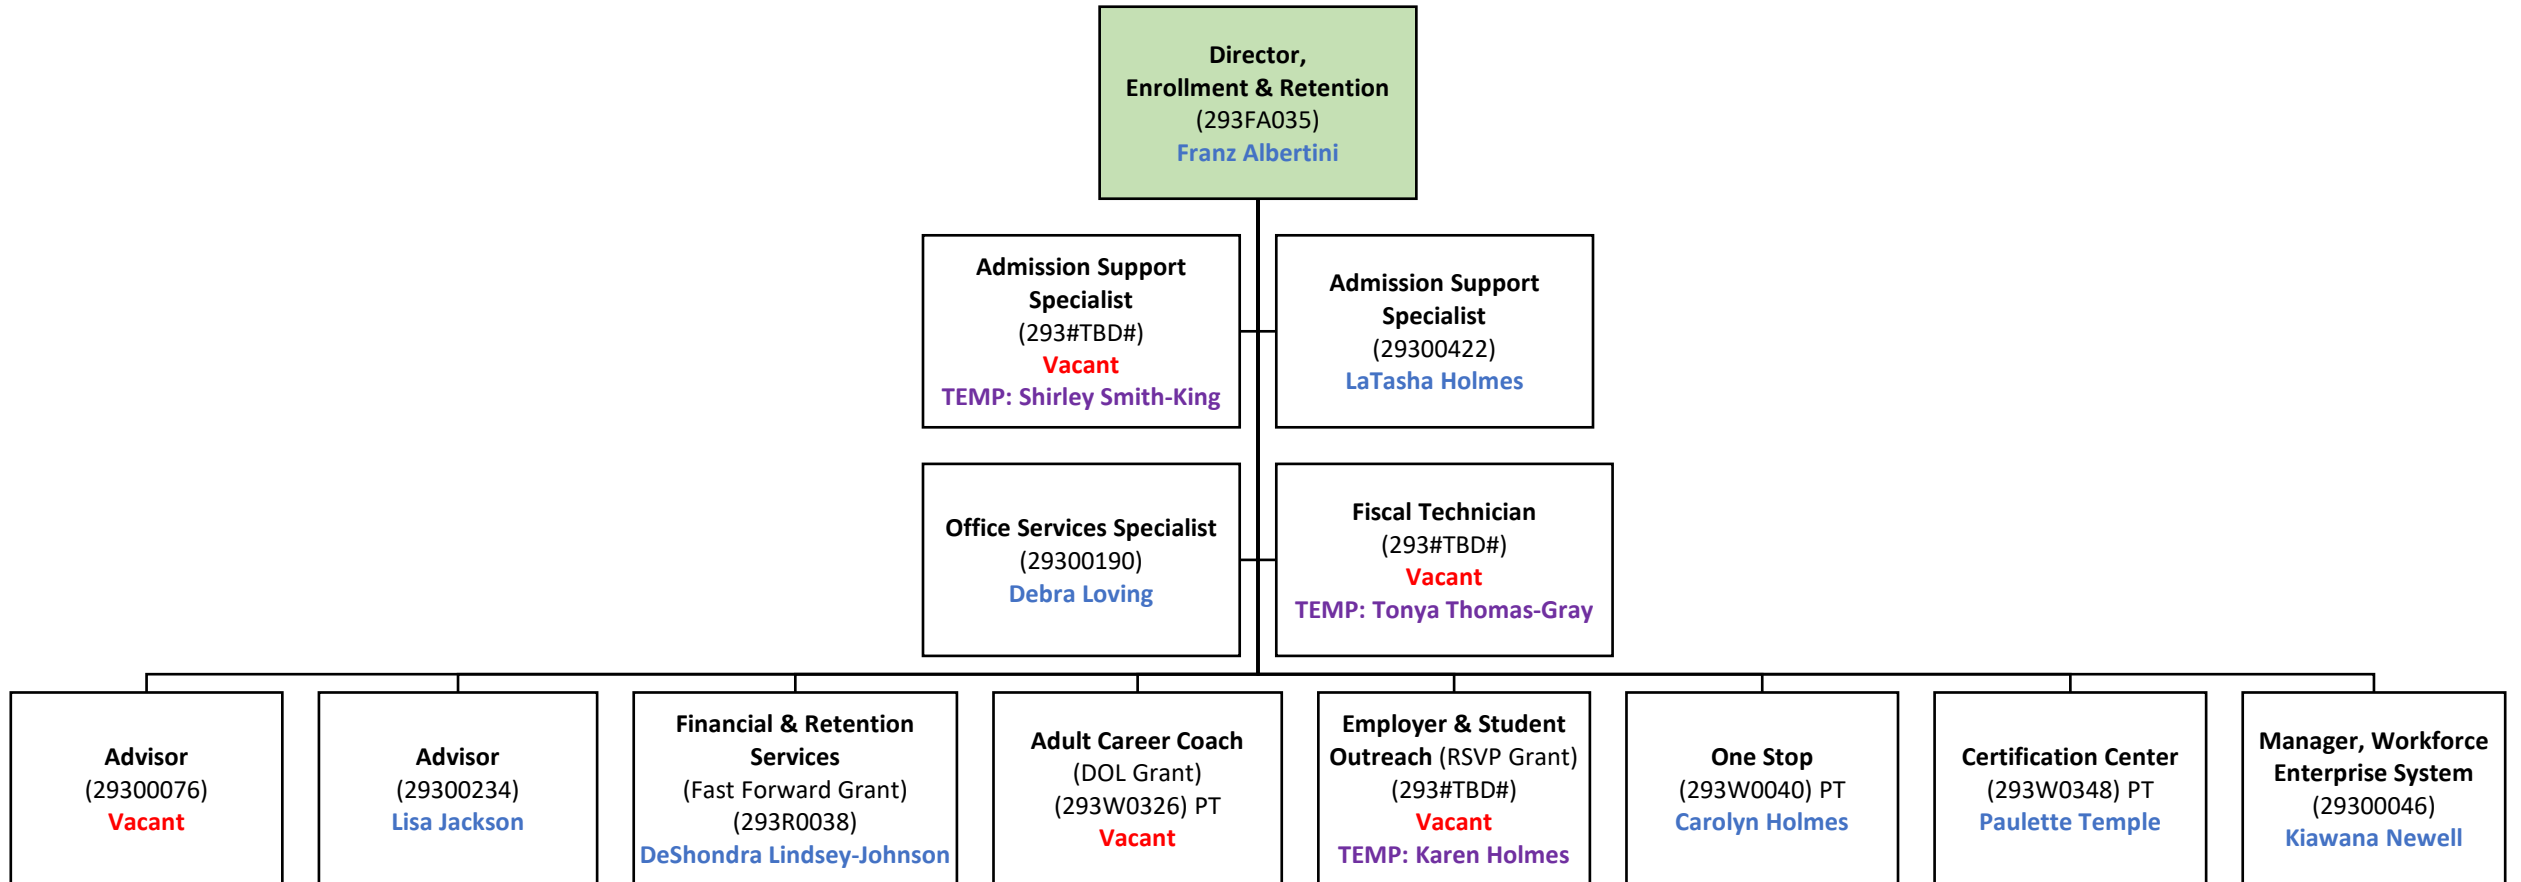 Director,
Enrollment & Retention
(293FA035)
Franz Albertini
Admission Support
Specialist
(293#TBD#)
Vacant
TEMP: Shirley Smith-King
Admission Support
Specialist
(29300422)
LaTasha Holmes
Office Services Specialist
(29300190)
Debra Loving
Fiscal Technician
(293#TBD#)
Vacant
TEMP: Tonya Thomas-Gray
Advisor
(29300076)
Vacant
Advisor
(29300234)
Lisa Jackson
Financial & Retention
Services
(Fast Forward Grant)
(293R0038)
DeShondra Lindsey-Johnson
Adult Career Coach
(DOL Grant)
(293W0326) PT
Vacant
Employer & Student
Outreach (RSVP Grant)
(293#TBD#)
Vacant
TEMP: Karen Holmes
One Stop
(293W0040) PT
Carolyn Holmes
Certification Center
(293W0348) PT
Paulette Temple
Manager, Workforce
Enterprise System
(29300046)
Kiawana Newell